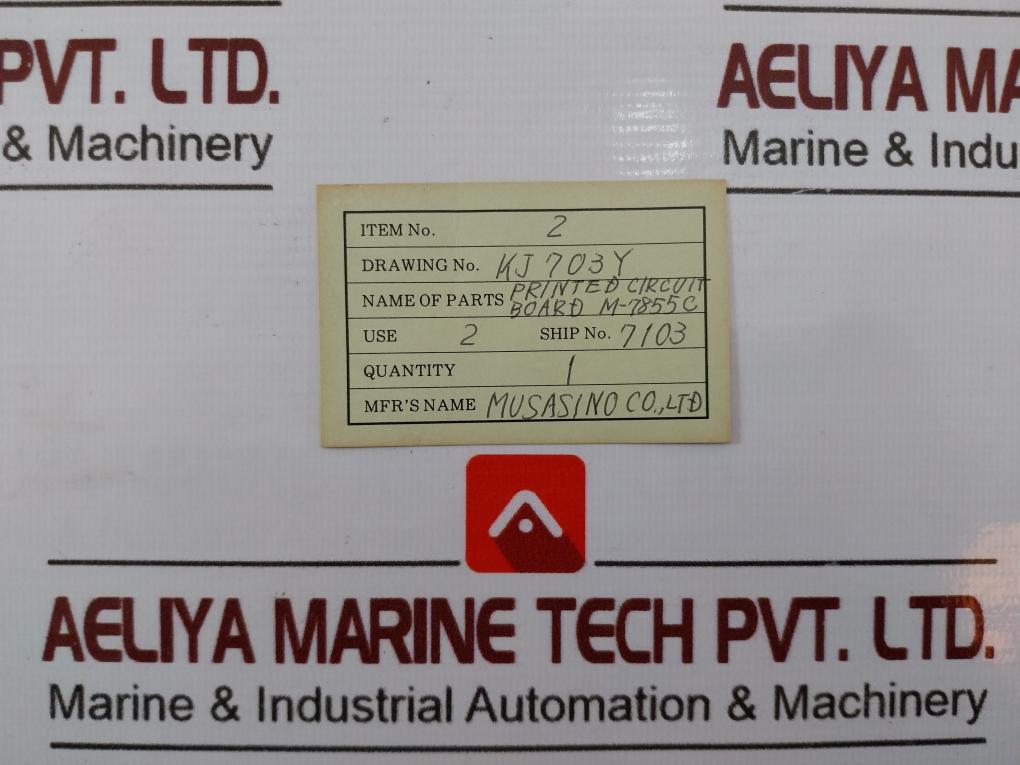 PVT. LTD.
& Machinery
AELIYA MA
Marine & Indu
ITEM No. 2
DRAWING No. KJ703Y
NAME OF PARTS PRINTED CIRCUIT
BOARD M-7855C
USE 2 SHIP No. 7103
QUANTITY 1
MFR'S NAME MUSASINO CO.,LTD
AELIYA MARINE TECH PVT. LTD.
Marine & Industrial Automation & Machinery